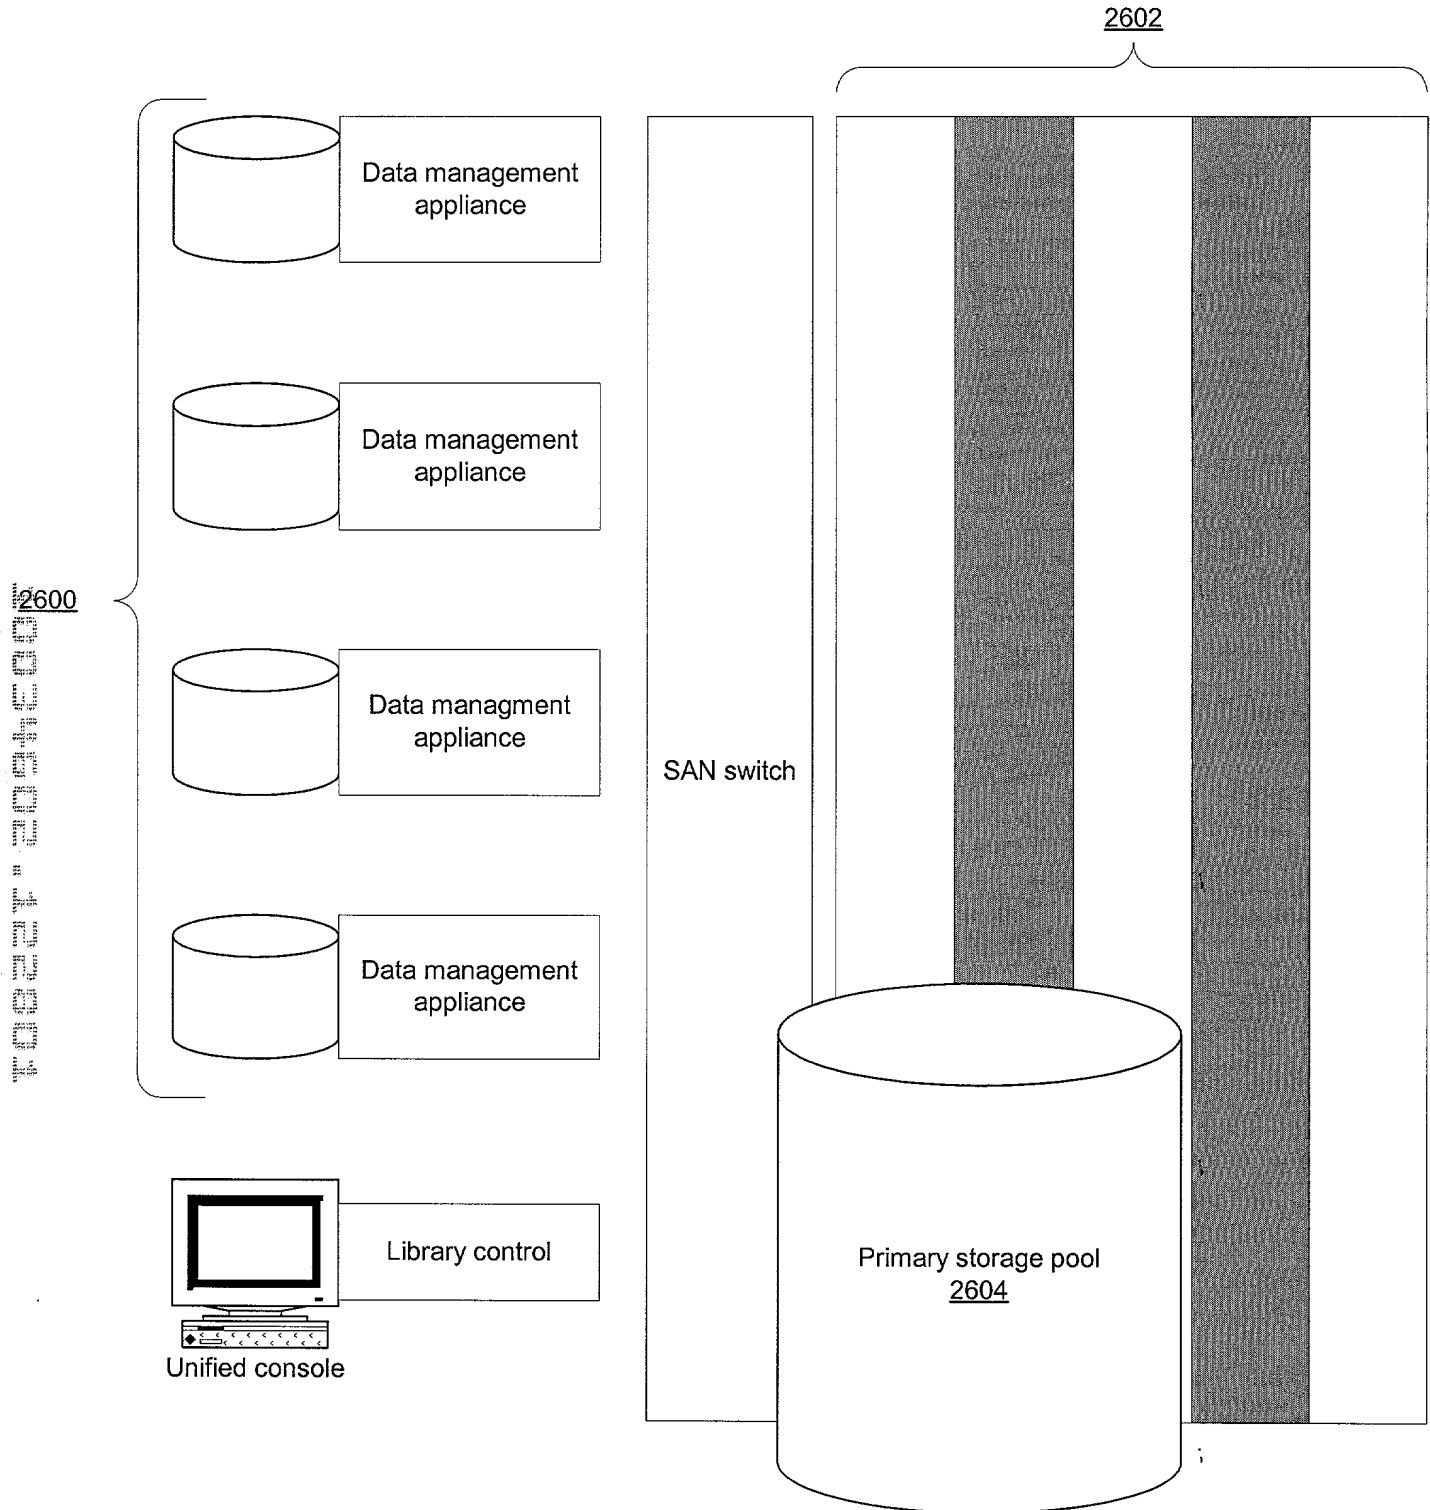 2602
Data management
appliance
Data management
appliance
2600
Data managment
appliance
SAN switch
Data management
appliance
Library control
Primary storage pool
2604
Unified console